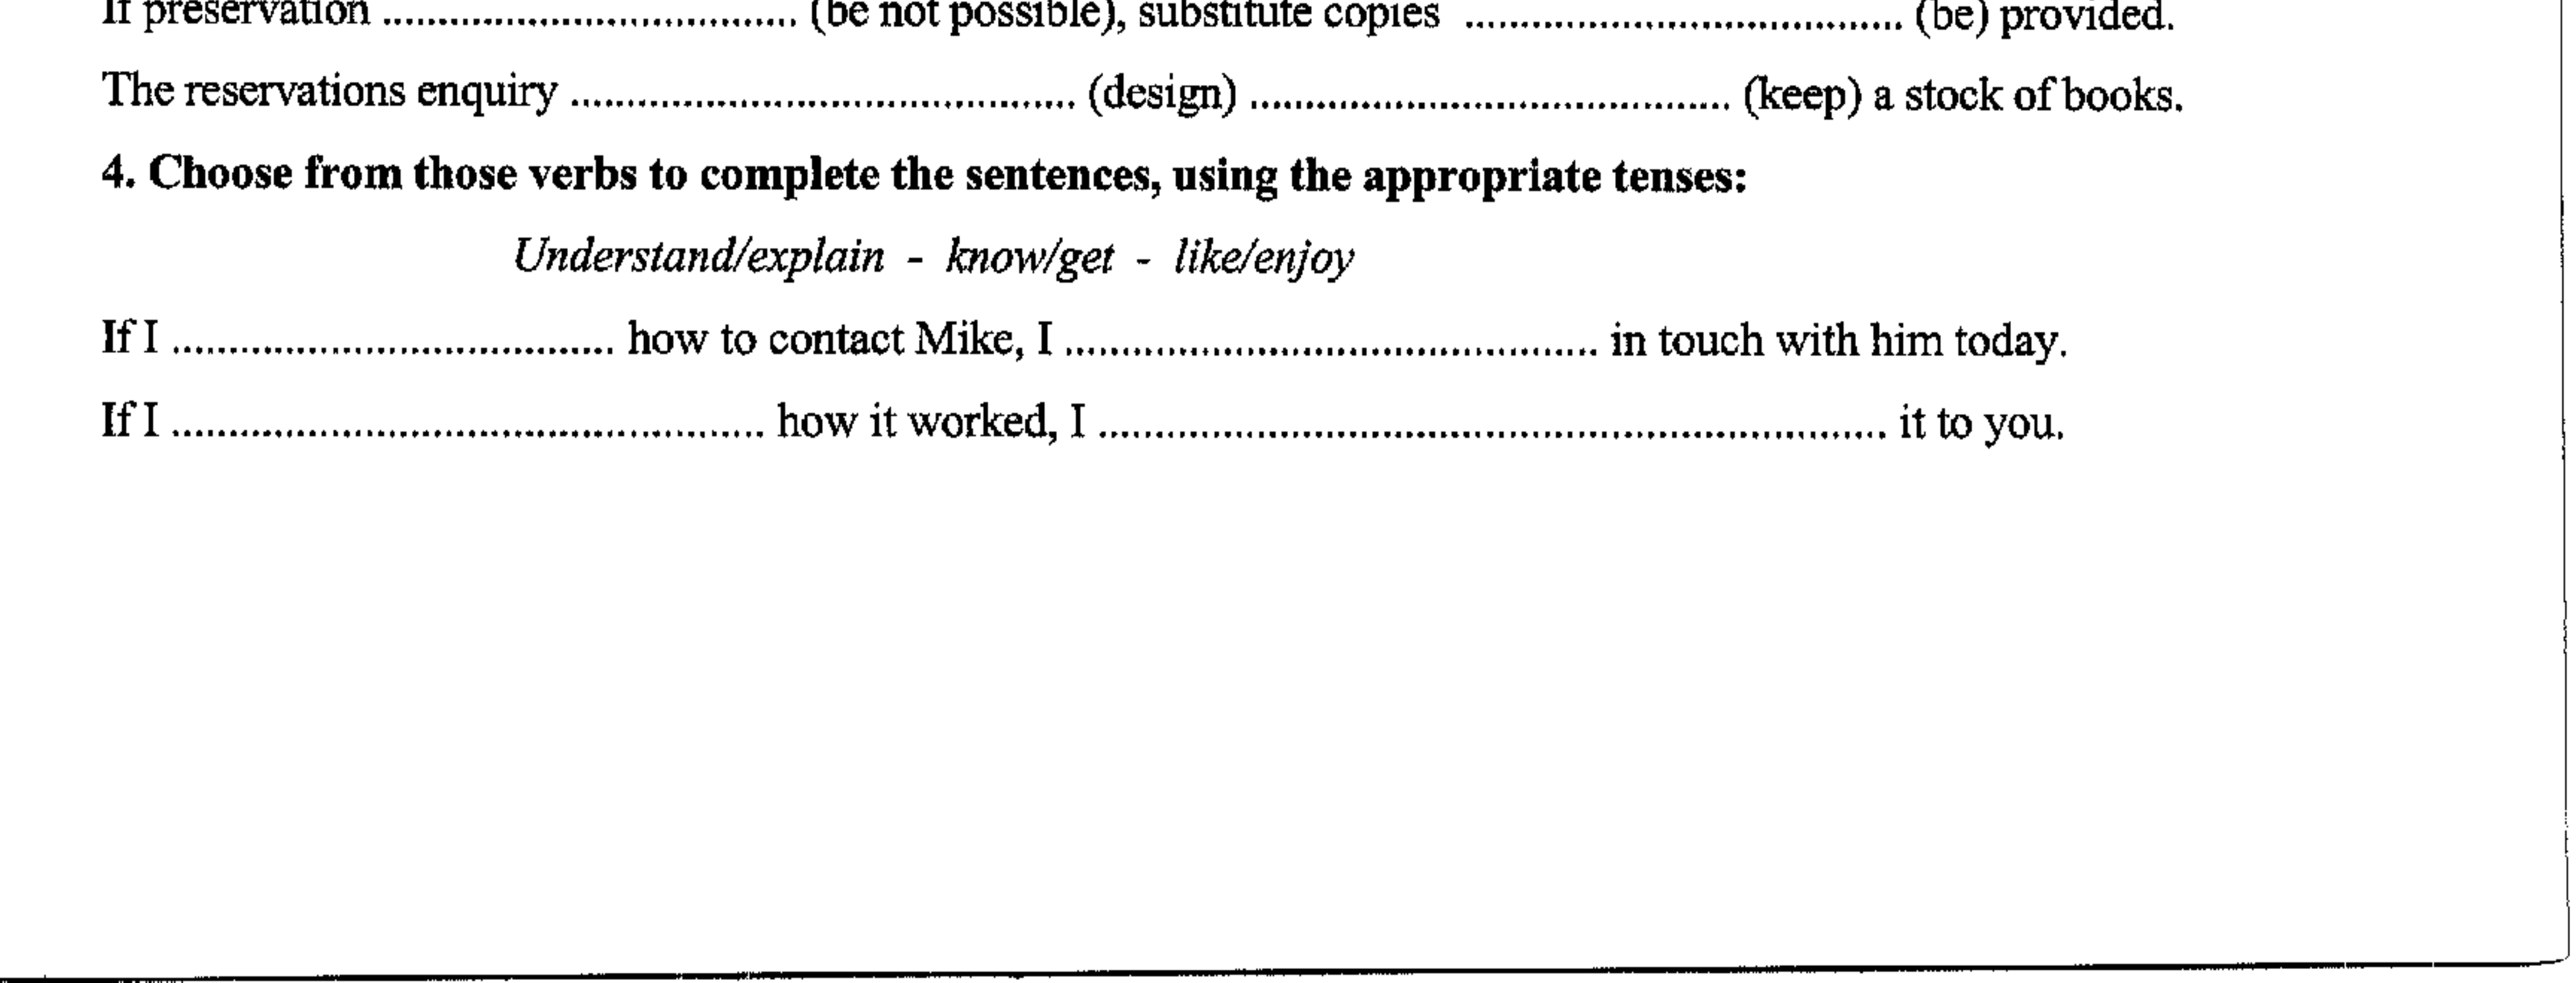 If preservation .................................... (be not possible), substitute copies ...................................... (be) provided.
The reservations enquiry ............................................ (design) .......................................... (keep) a stock of books.
4. Choose from those verbs to complete the sentences, using the appropriate tenses:
Understand/explain - know/get - like/enjoy
If I ...................................... how to contact Mike, I .............................................. in touch with him today.
If I ................................................... how it worked, I .................................................................... it to you.